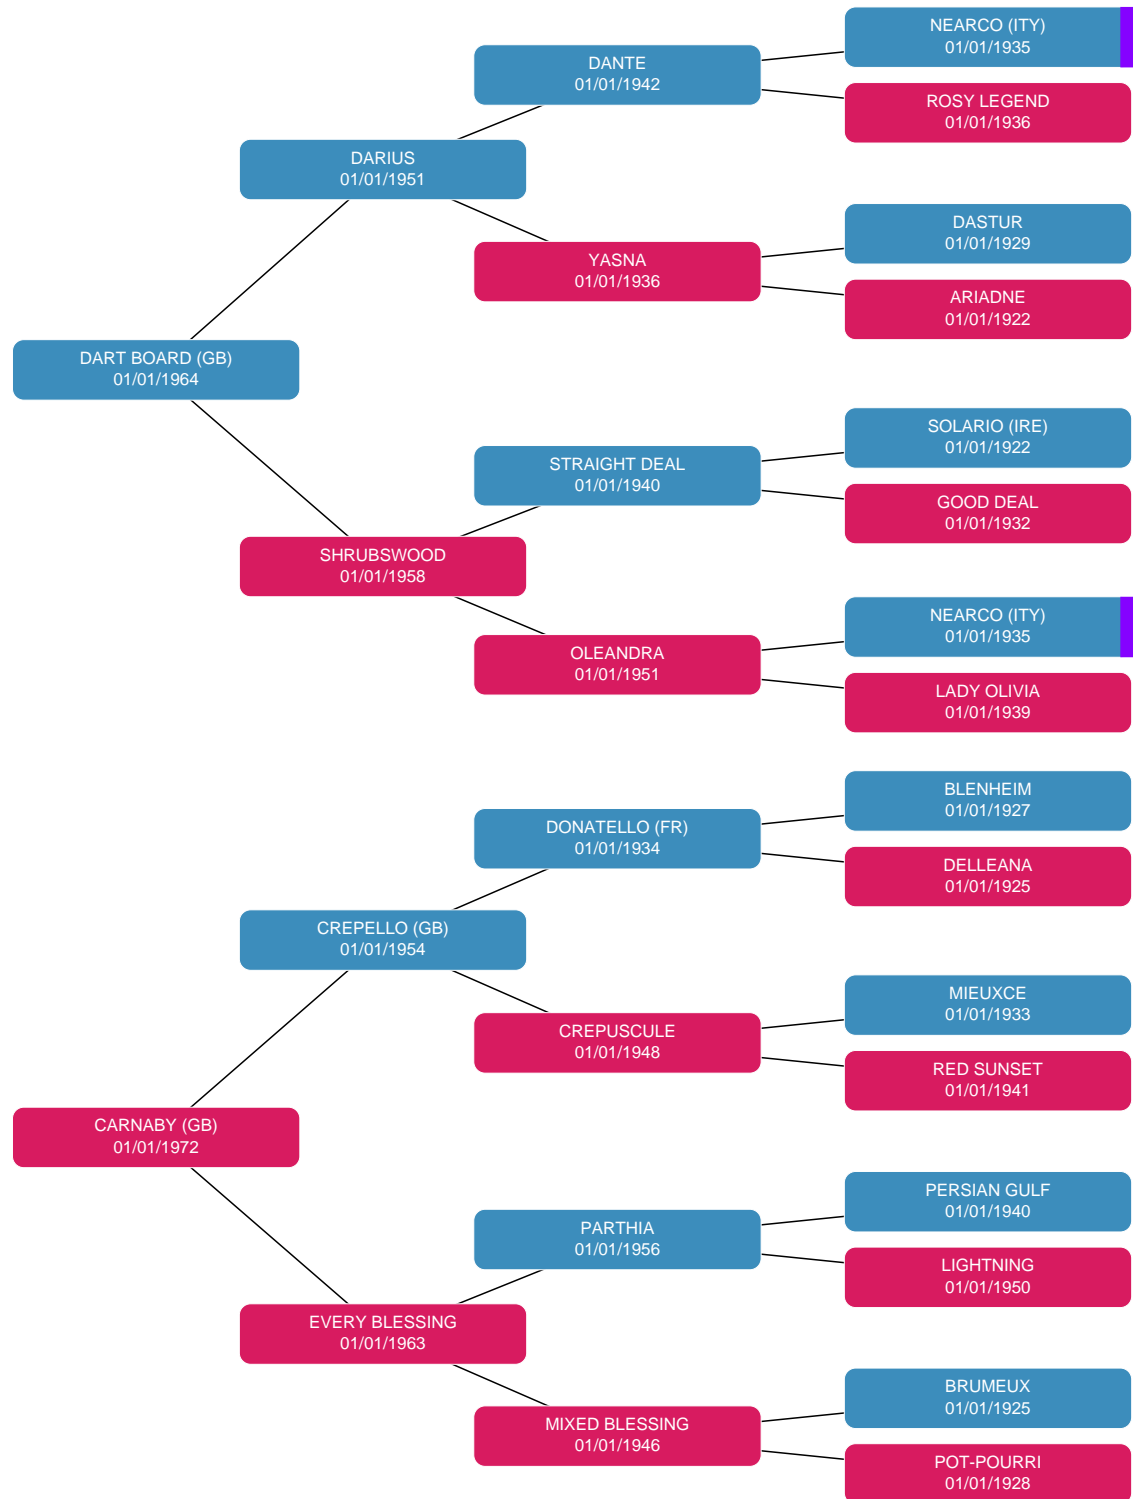 NEARCO (ITY)
01/01/1935
DANTE
01/01/1942
ROSY LEGEND
01/01/1936
DARIUS
01/01/1951
DASTUR
01/01/1929
YASNA
01/01/1936
ARIADNE
01/01/1922
DART BOARD (GB)
01/01/1964
SOLARIO (IRE)
01/01/1922
STRAIGHT DEAL
01/01/1940
GOOD DEAL
01/01/1932
SHRUBSWOOD
01/01/1958
NEARCO (ITY)
01/01/1935
OLEANDRA
01/01/1951
LADY OLIVIA
01/01/1939
BLENHEIM
01/01/1927
DONATELLO (FR)
01/01/1934
DELLEANA
01/01/1925
CREPELLO (GB)
01/01/1954
MIEUXCE
01/01/1933
CREPUSCULE
01/01/1948
RED SUNSET
01/01/1941
CARNABY (GB)
01/01/1972
PERSIAN GULF
01/01/1940
PARTHIA
01/01/1956
LIGHTNING
01/01/1950
EVERY BLESSING
01/01/1963
BRUMEUX
01/01/1925
MIXED BLESSING
01/01/1946
POT-POURRI
01/01/1928